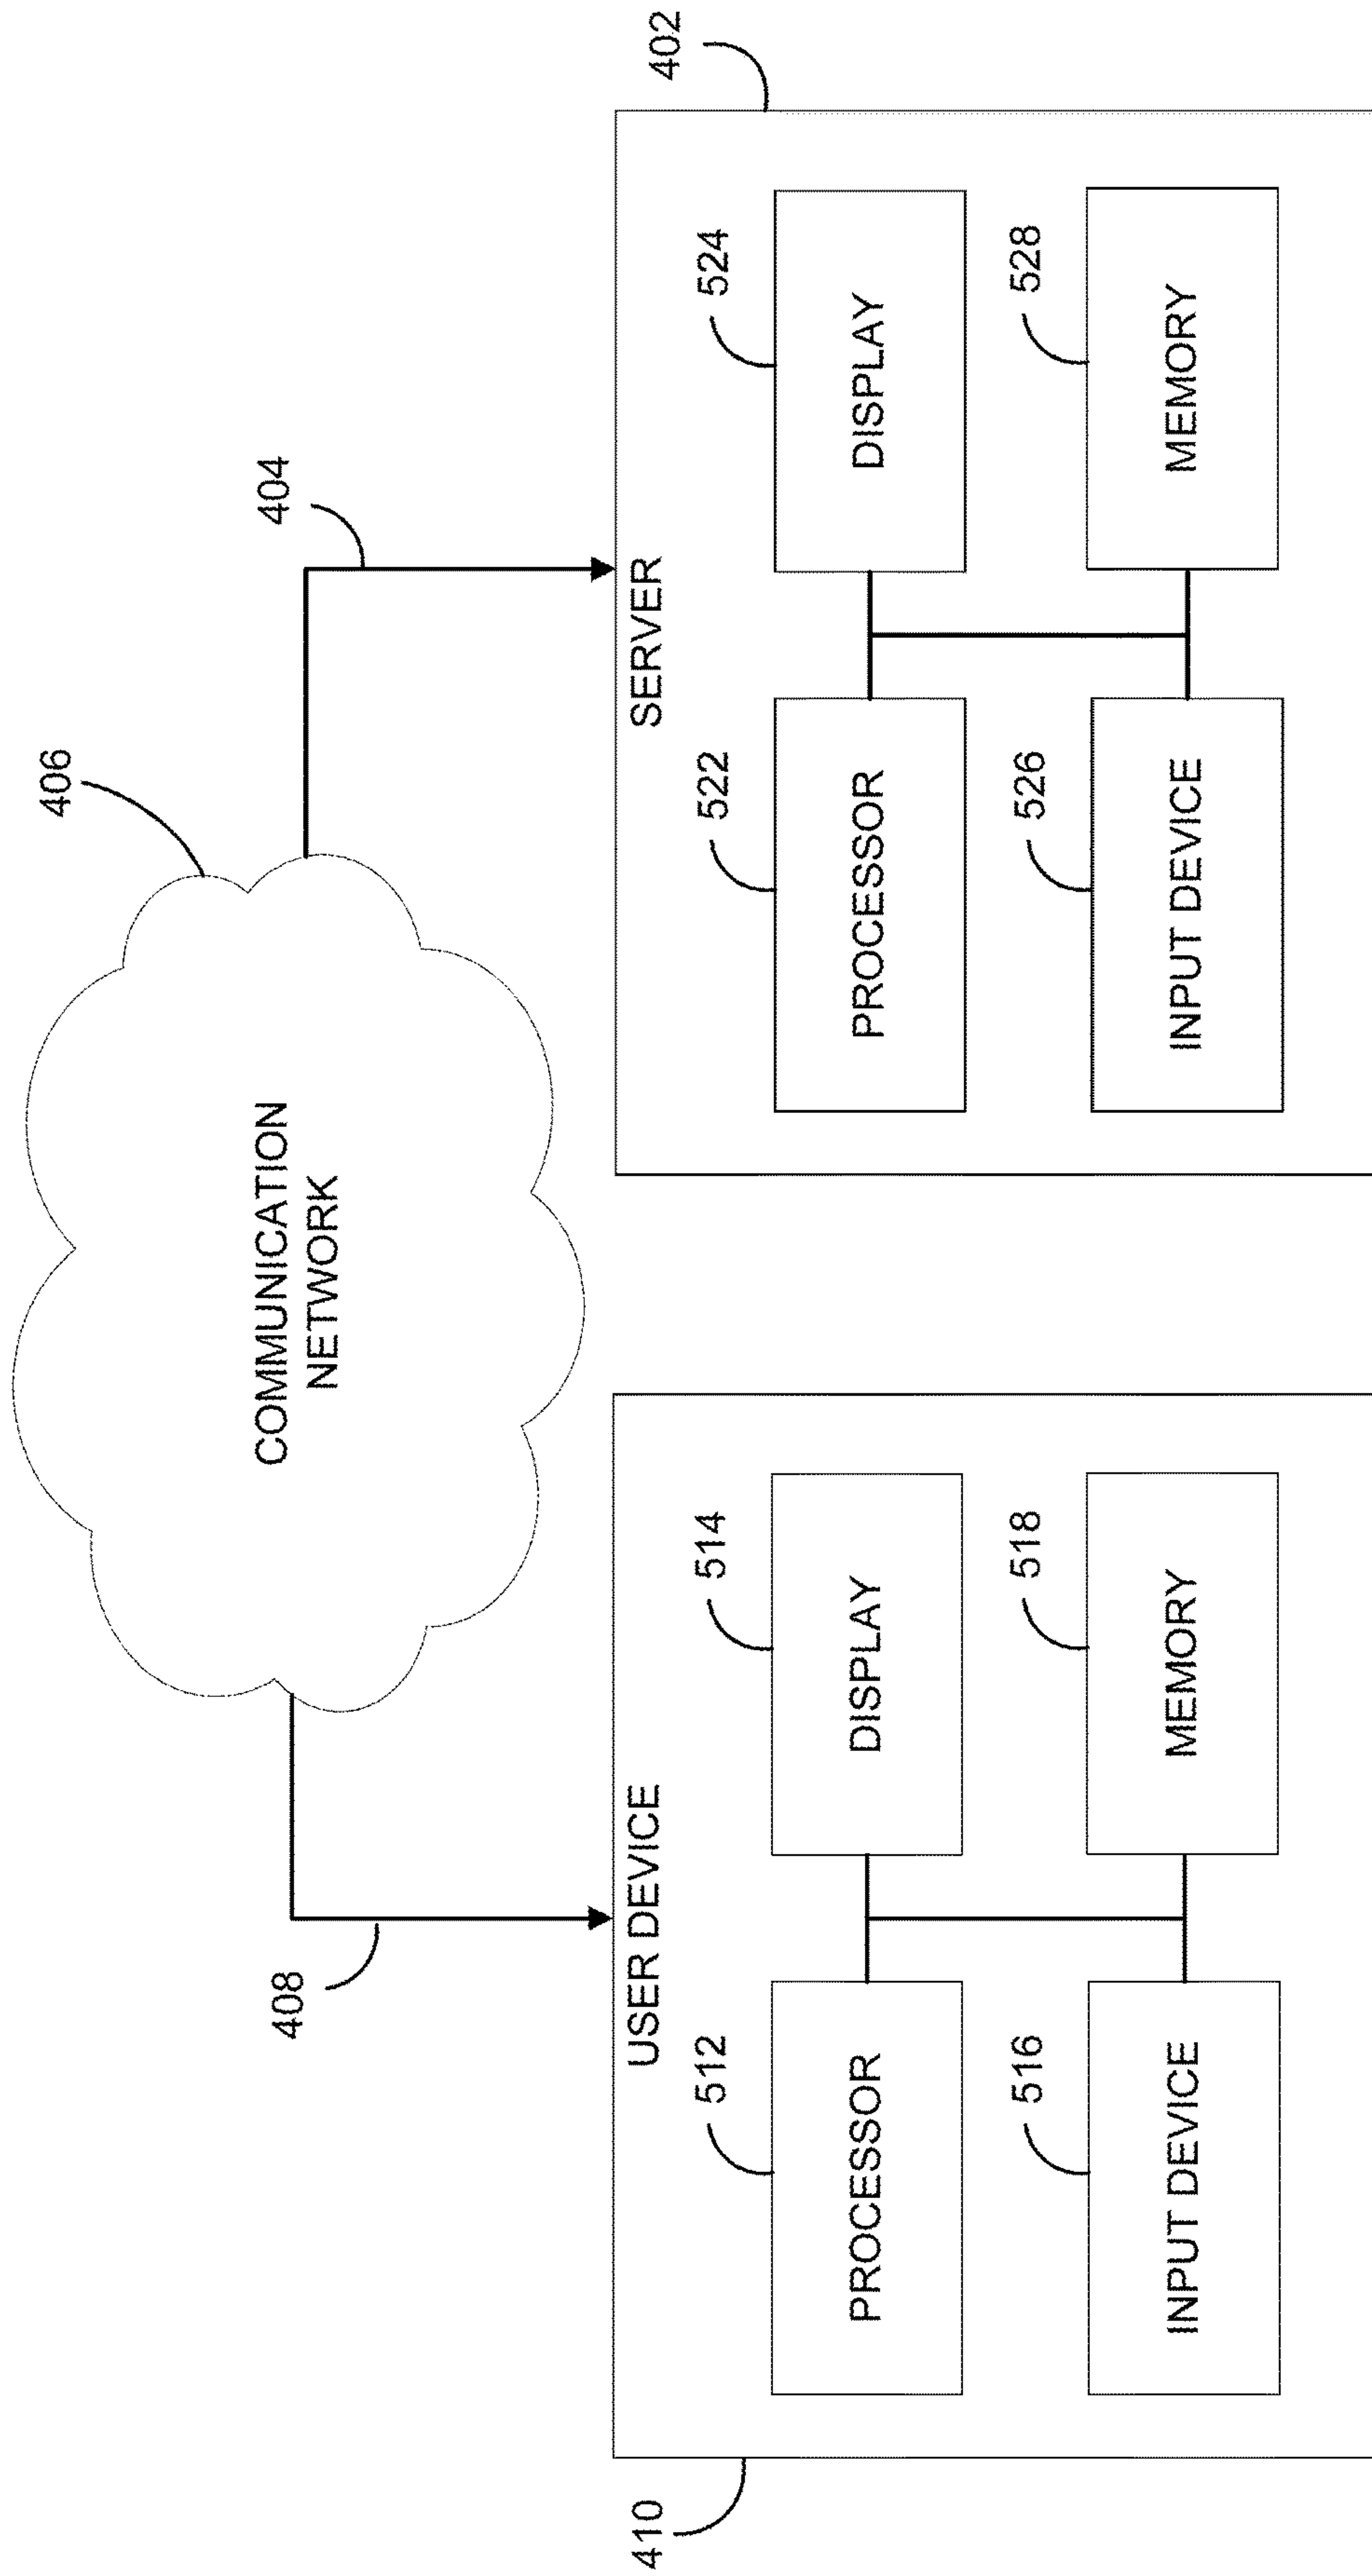 406
COMMUNICATION
NETWORK
408
404
410
USER DEVICE
512
PROCESSOR
514
DISPLAY
516
INPUT DEVICE
518
MEMORY
402
SERVER
522
PROCESSOR
524
DISPLAY
526
INPUT DEVICE
528
MEMORY